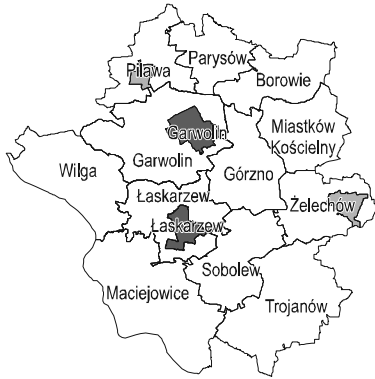 Parysów
Pilawa
Borowie
Garwolin
Miastków
Kościelny
Garwolin
Wilga
Górzno
Łaskarzew
Żelechów
Łaskarzew
Sobolew
Maciejowice
Trojanów